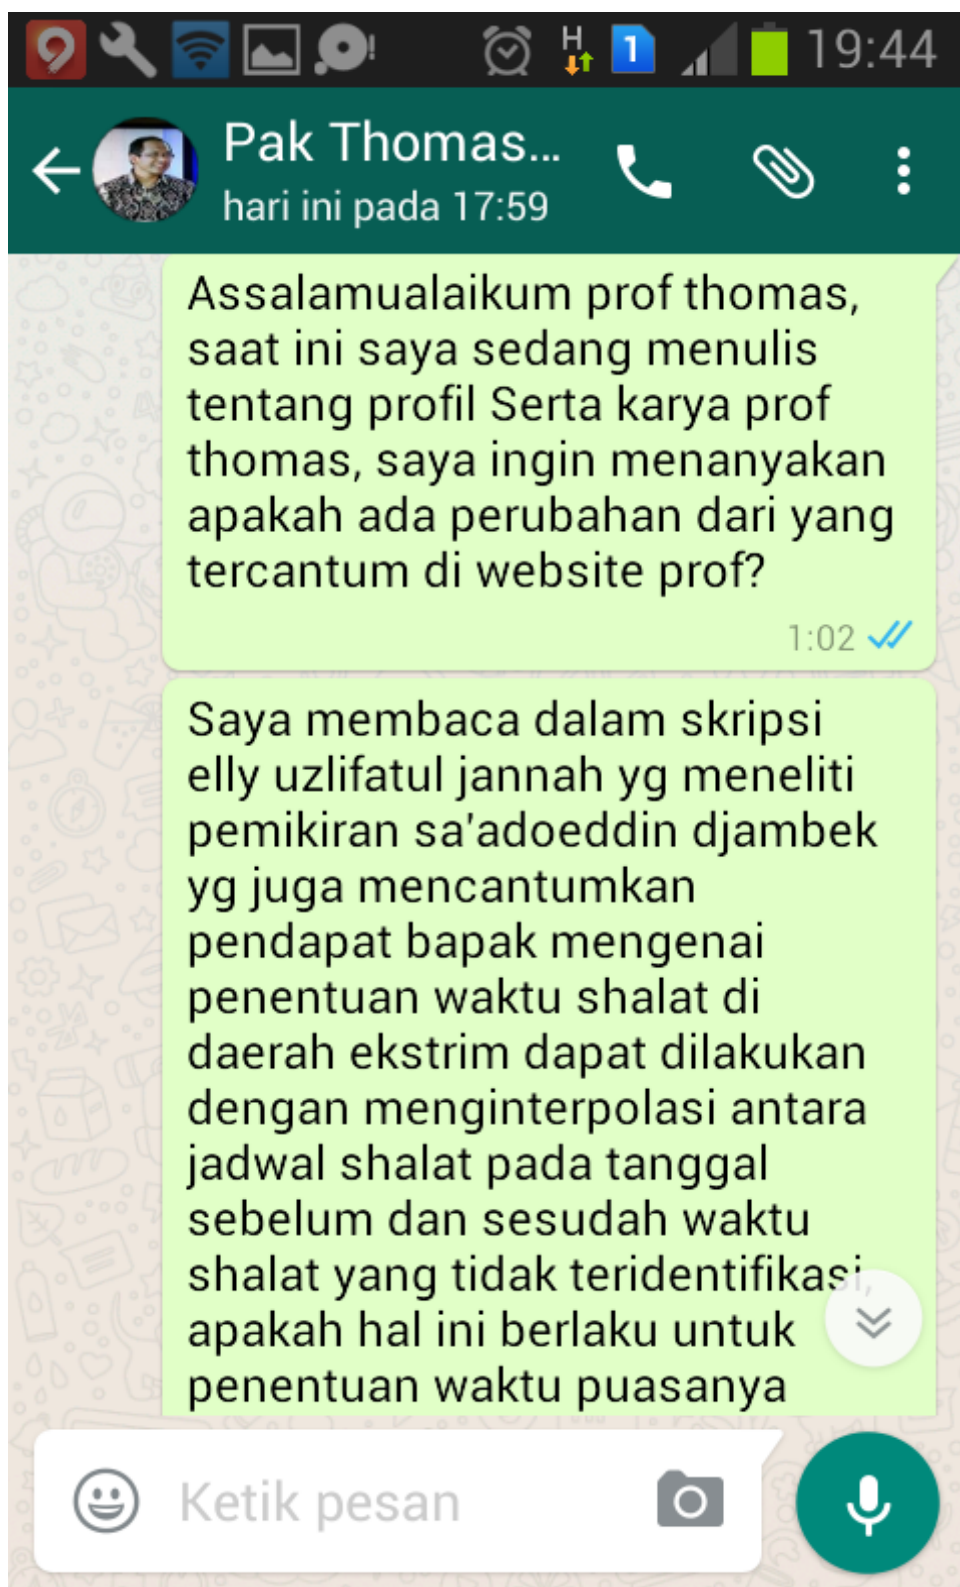 H 1 19:44
Pak Thomas...
hari ini pada 17:59
Assalamualaikum prof thomas,
saat ini saya sedang menulis
tentang profil Serta karya prof
thomas, saya ingin menanyakan
apakah ada perubahan dari yang
tercantum di website prof?
1:02
Saya membaca dalam skripsi
elly uzlifatul jannah yg meneliti
pemikiran sa'adoeddin djambek
yg juga mencantumkan
pendapat bapak mengenai
penentuan waktu shalat di
daerah ekstrim dapat dilakukan
dengan menginterpolasi antara
jadwal shalat pada tanggal
sebelum dan sesudah waktu
shalat yang tidak teridentifikasi,
apakah hal ini berlaku untuk
penentuan waktu puasanya
Ketik pesan